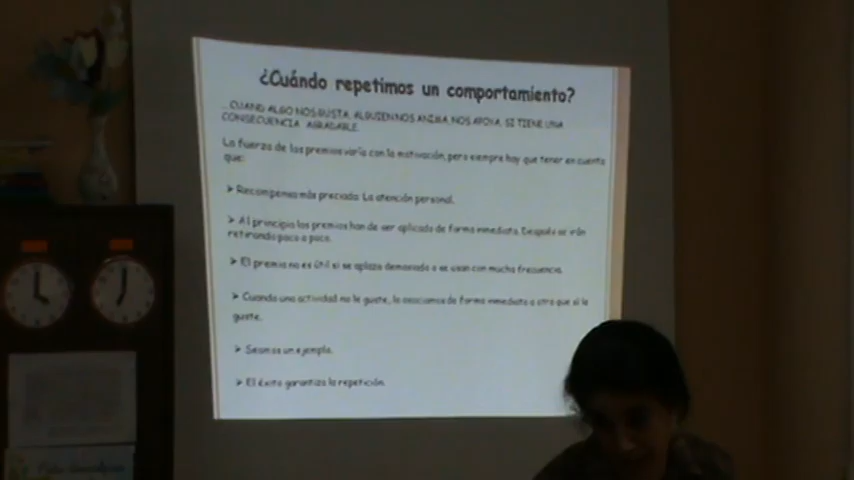 ¿Cuándo repetimos un comportamiento?
...CUAND ALGO NOS GUSTA, ALGUIEN NOS ANIMA, NOS APOYA, SI TIENE UNA
CONSECUENCIA AGRADABLE.
La fuerza de los premios varía con la motivación, pero siempre hay que tener en cuenta
que:
➤ Recompensa más preciada: La atención personal.
➤ Al principio los premios han de ser aplicado de forma inmediata. Después se irán
retirando poco a poco.
➤ El premio no es útil si se aplaza demasiado o se usan con mucha frecuencia.
➤ Cuando una actividad no le guste, la asociamos de forma inmediata a otra que sí le
guste.
➤ Seamos un ejemplo.
➤ El éxito garantiza la repetición.